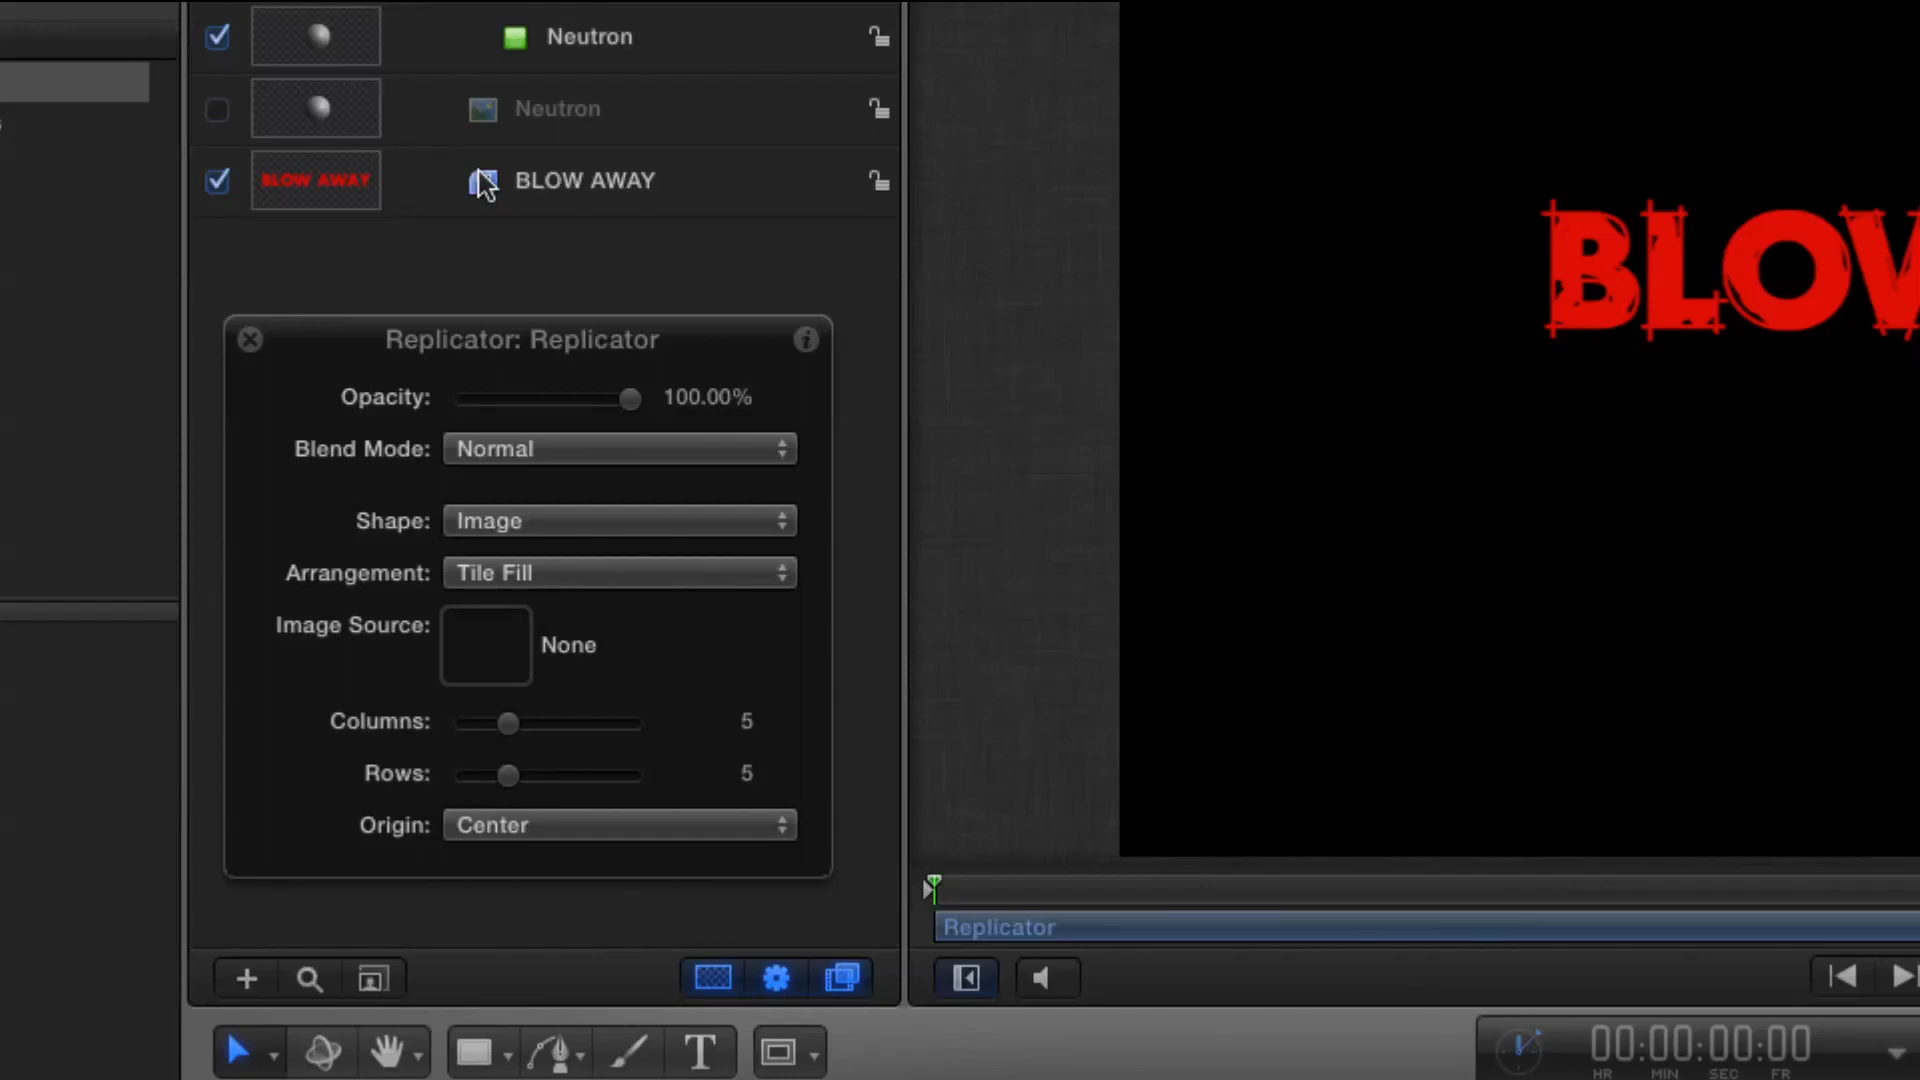 Neutron
Neutron
BLOW AWAY
BLOW AWAY
BLOW
Replicator: Replicator
Opacity: 100.00%
Blend Mode: Normal
Shape: Image
Arrangement: Tile Fill
Image Source: None
Columns: 5
Rows: 5
Origin: Center
Replicator
T
00:00:00:00
HR MIN SEC FR